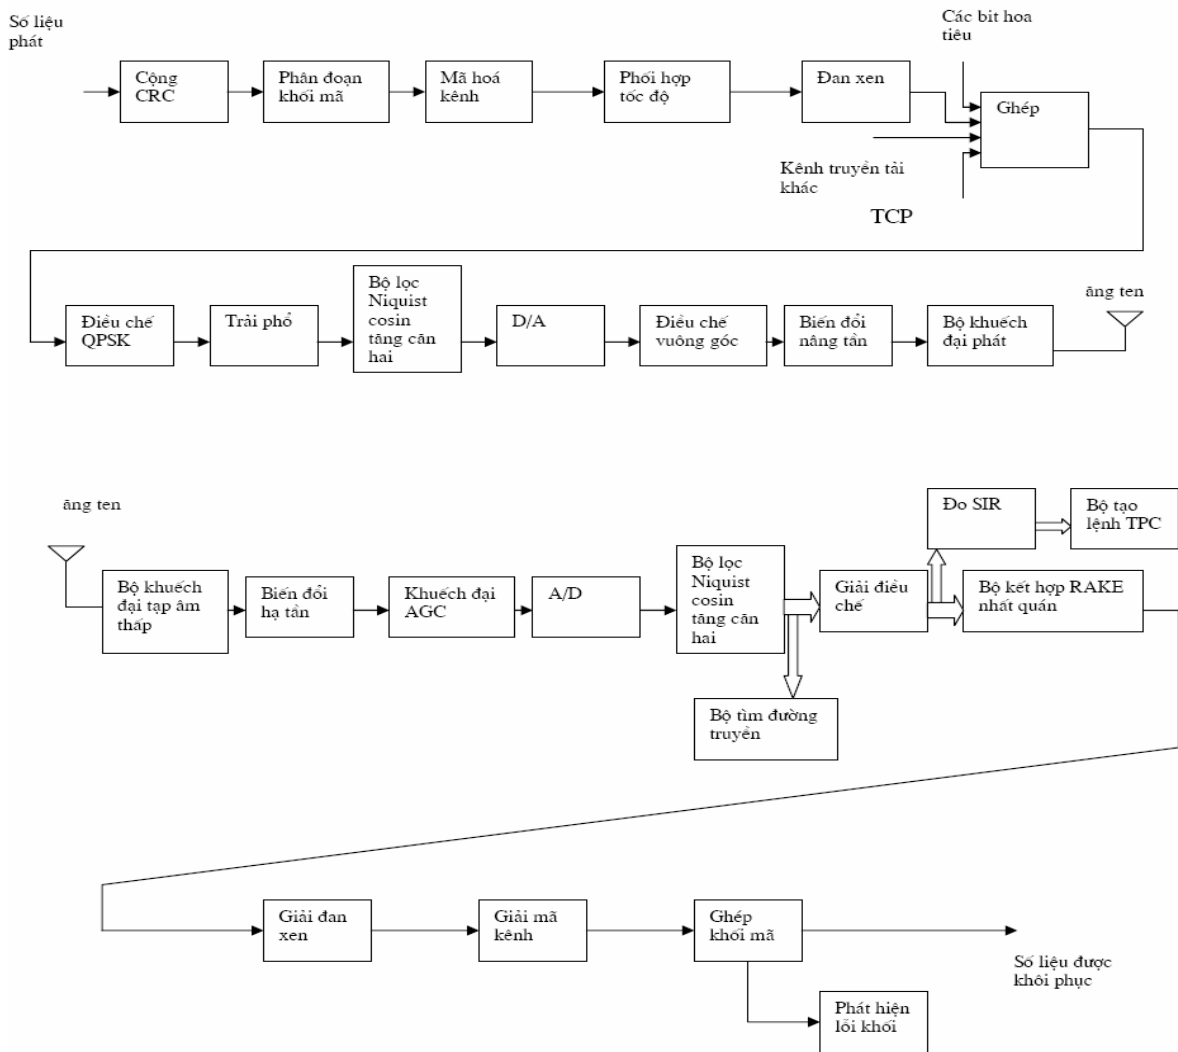 Số liệu
phát
Các bit hoa
tiêu
Cộng
CRC
Phân đoạn
khối mã
Mã hoá
kênh
Phối hợp
tốc độ
Đan xen
Ghép
Kênh truyền tải
khác
TCP
Điều chế
QPSK
Trải phổ
Bộ lọc
Niquist
cosin
tăng căn
hai
D/A
Điều chế
vuông góc
Biến đổi
nâng tần
Bộ khuếch
đại phát
ăng ten
ăng ten
Bộ khuếch
đại tạp âm
thấp
Biến đổi
hạ tần
Khuếch đại
AGC
A/D
Bộ lọc
Niquist
cosin
tăng căn
hai
Giải điều
chế
Đo SIR
Bộ tạo
lệnh TPC
Bộ kết hợp RAKE
nhất quán
Bộ tìm đường
truyền
Giải đan
xen
Giải mã
kênh
Ghép
khối mã
Số liệu được
khôi phục
Phát hiện
lỗi khối